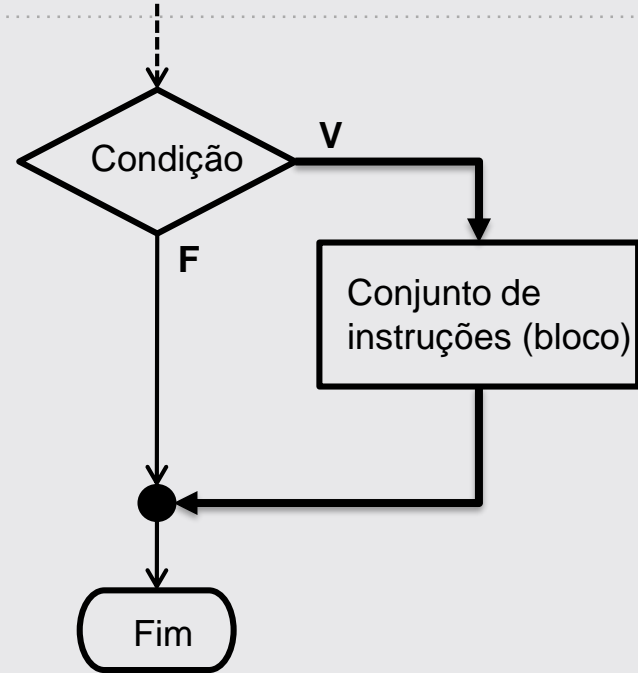 Condição
V
F
Conjunto de
instruções (bloco)
Fim